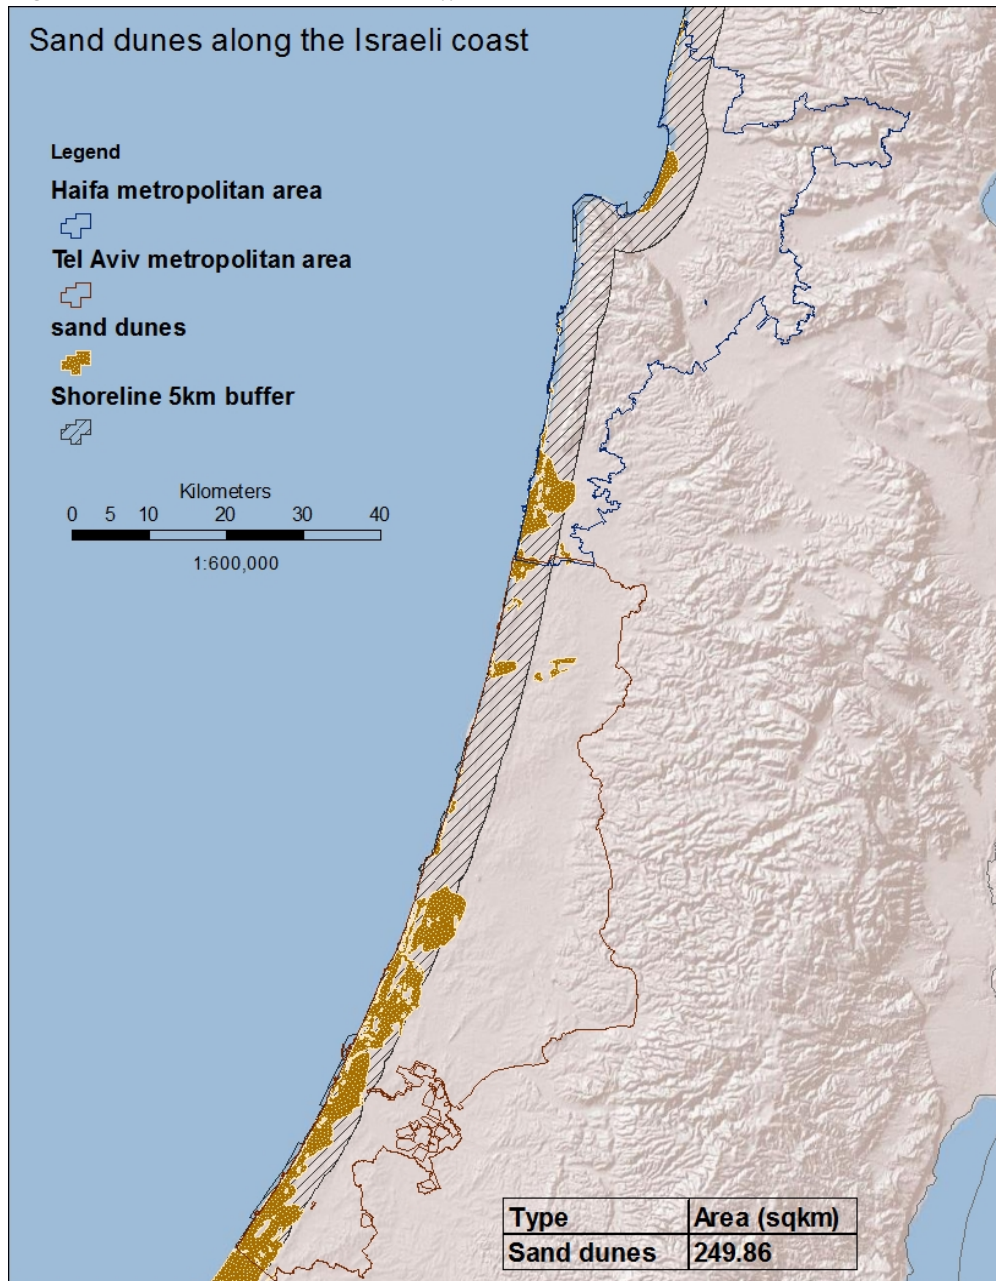 Sand dunes along the Israeli coast
Legend
Haifa metropolitan area
Tel Aviv metropolitan area
sand dunes
Shoreline 5km buffer
Kilometers
0 5 10 20 30 40
1:600,000
Type Area (sqkm)
Sand dunes 249.86